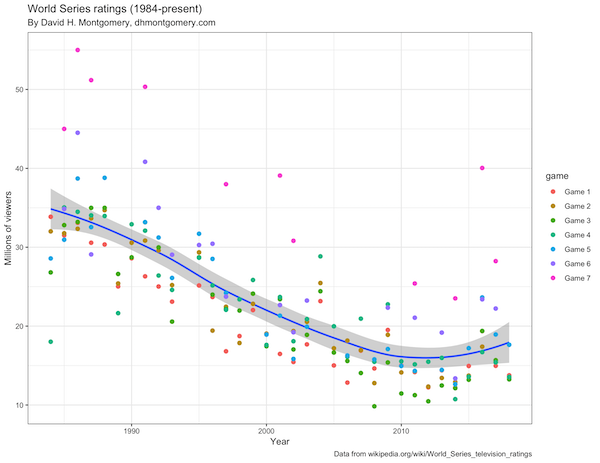 World Series ratings (1984-present)
By David H. Montgomery, dhmontgomery.com
50
40
30
20
10
Millions of viewers
1990
2000
2010
Year
game
Game 1
Game 2
Game 3
Game 4
Game 5
Game 6
Game 7
Data from wikipedia.org/wiki/World_Series_television_ratings